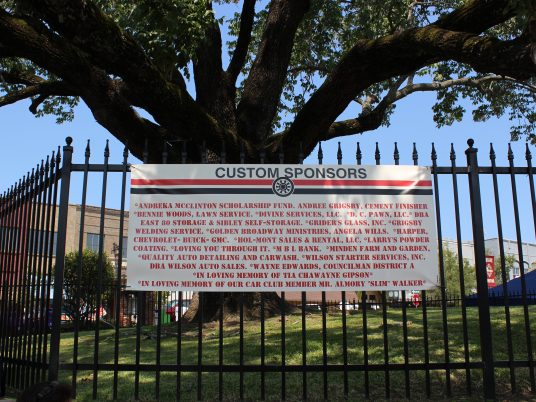 CUSTOM SPONSORS
*ANDREKA MCCLINTON SCHOLARSHIP FUND. ANDREE GRIGSBY, CEMENT FINISHER
*BENNIE WOODS, LAWN SERVICE. *DIVINE SERVICES, LLC. *D. C. PAWN, LLC.* DBA
EAST 80 STORAGE & SIBLEY SELF-STORAGE. *GRIDER'S GLASS, INC. *GRIGSBY
WELDING SERVICE. *GOLDEN BROADWAY MINISTRIES, ANGELA WILLS. *HARPER
CHEVROLET* BUICK* GMC. *HOL-MONT SALES & RENTAL, LLC. *LARRY'S POWDER
COATING. *LOVING YOU THROUGH IT. *M B L BANK. *MINDEN FARM AND GARDEN,
*QUALITY AUTO DETAILING AND CARWASH. *WILSON STARTER SERVICES, INC.
DBA WILSON AUTO SALES. *WAYNE EDWARDS, COUNCILMAN DISTRICT A
*IN LOVING MEMORY OF TIA CHAWAYNE GIPSON*
*IN LOVING MEMORY OF OUR CAR CLUB MEMBER MR. ALMORY "SLIM" WALKER*